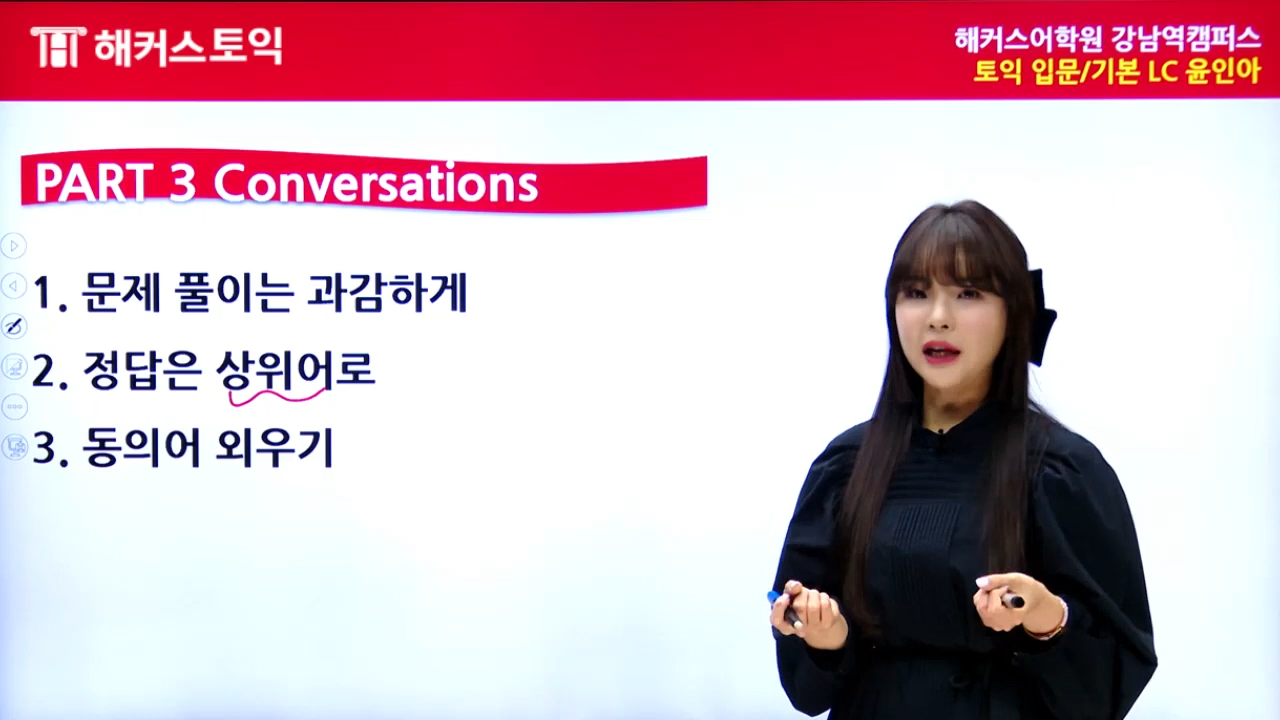 해커스토익
해커스어학원 강남역캠퍼스
토익 입문/기본 LC 윤인아
PART 3 Conversations
1. 문제 풀이는 과감하게
2. 정답은 상위어로
3. 동의어 외우기